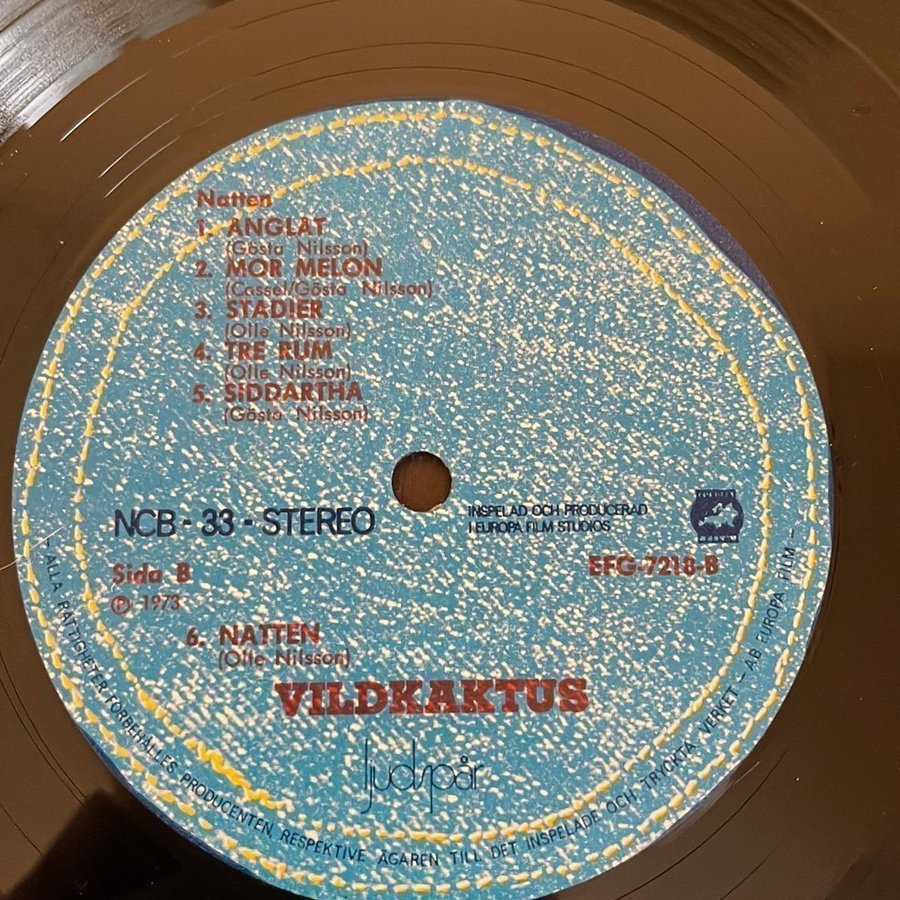 Natten
1. ÄNGLAT
(Gösta Nilsson)
2. MOR MELON
(Cassel/Gösta Nilsson)
3. STADIER
(Olle Nilsson)
4. TRE RUM
(Olle Nilsson)
5. SIDDARTHA
(Gösta Nilsson)
NCB - 33 - STEREO
INSPELAD OCH PRODUCERAD
I EUROPA FILM STUDIOS
EFG-7218-B
Sida B
Ⓟ 1973
6. NATTEN
(Olle Nilsson)
VILDKAKTUS
ljudspår
- ALLA RÄTTIGHETER FÖRBEHÅLLES PRODUCENTEN, RESPEKTIVE ÄGAREN TILL DET INSPELADE OCH TRYCKTA VERKET - AB EUROPA FILM -